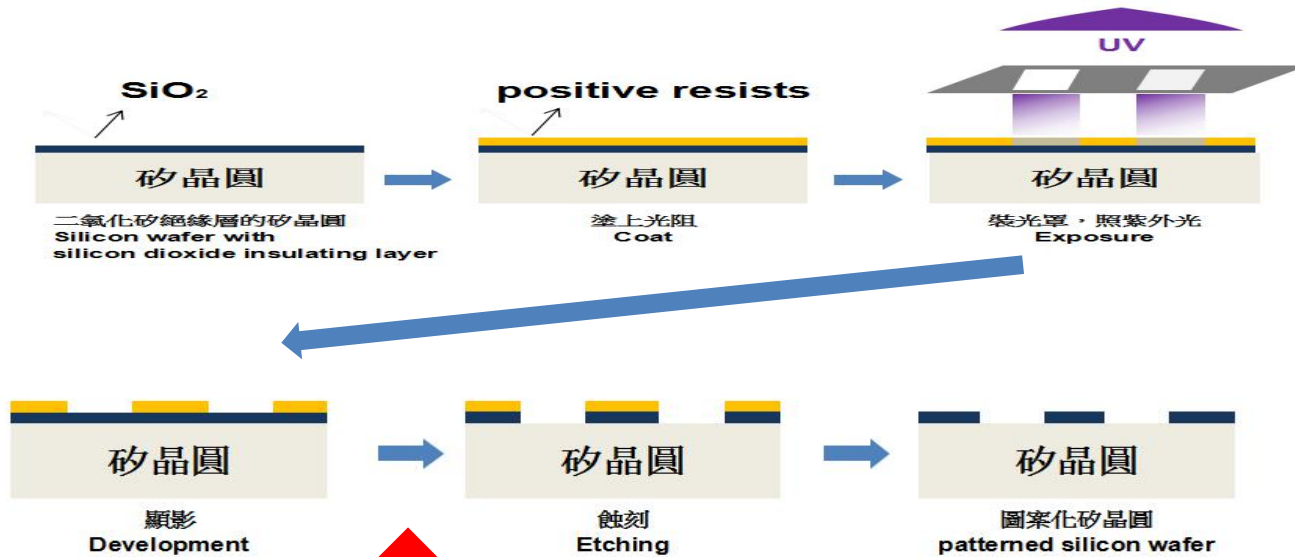 UV
SiO₂
positive resists
矽晶圓
矽晶圓
矽晶圓
二氧化矽絕緣層的矽晶圓
Silicon wafer with
silicon dioxide insulating layer
塗上光阻
Coat
裝光罩，照紫外光
Exposure
矽晶圓
矽晶圓
矽晶圓
顯影
Development
蝕刻
Etching
圖案化矽晶圓
patterned silicon wafer